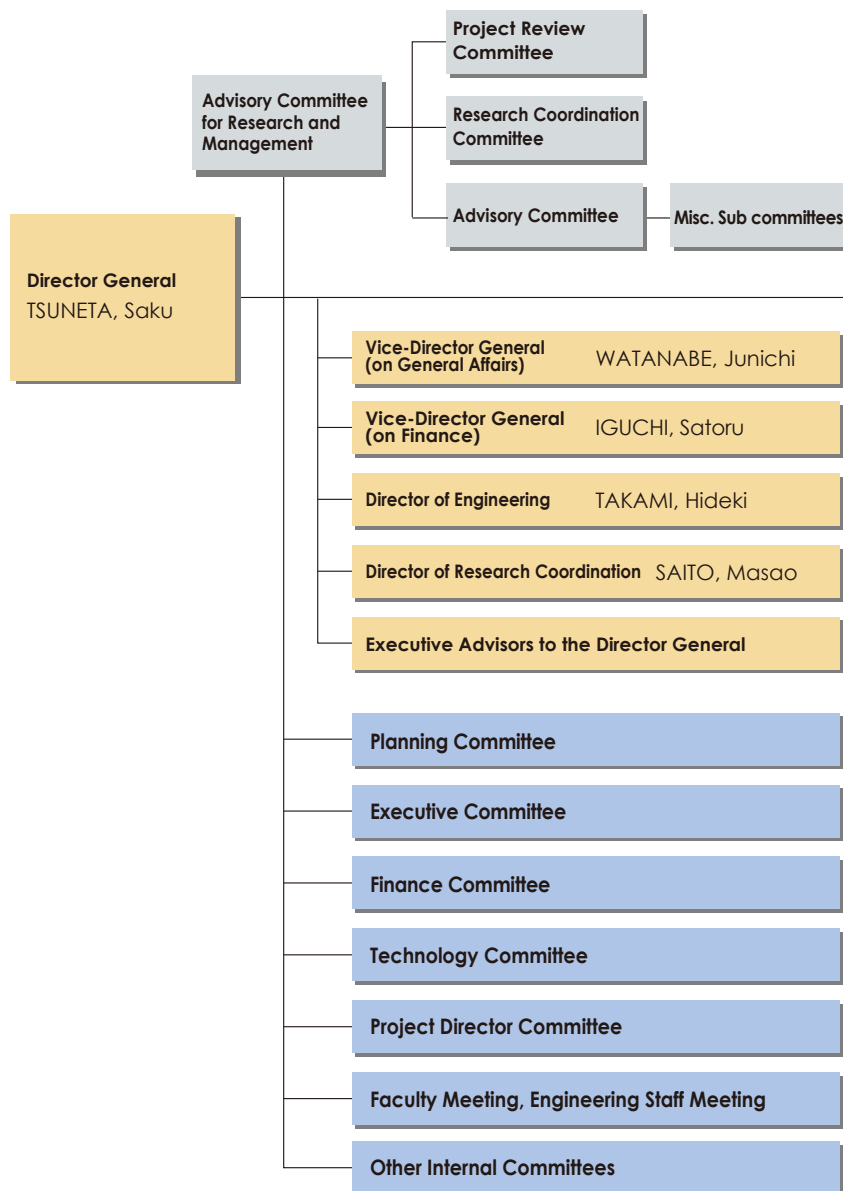 Project Review
Committee
Advisory Committee
for Research and
Management
Research Coordination
Committee
Advisory Committee
Misc. Sub committees
Director General
TSUNETA, Saku
Vice-Director General
(on General Affairs)
WATANABE, Junichi
Vice-Director General
(on Finance)
IGUCHI, Satoru
Director of Engineering
TAKAMI, Hideki
Director of Research Coordination
SAITO, Masao
Executive Advisors to the Director General
Planning Committee
Executive Committee
Finance Committee
Technology Committee
Project Director Committee
Faculty Meeting, Engineering Staff Meeting
Other Internal Committees